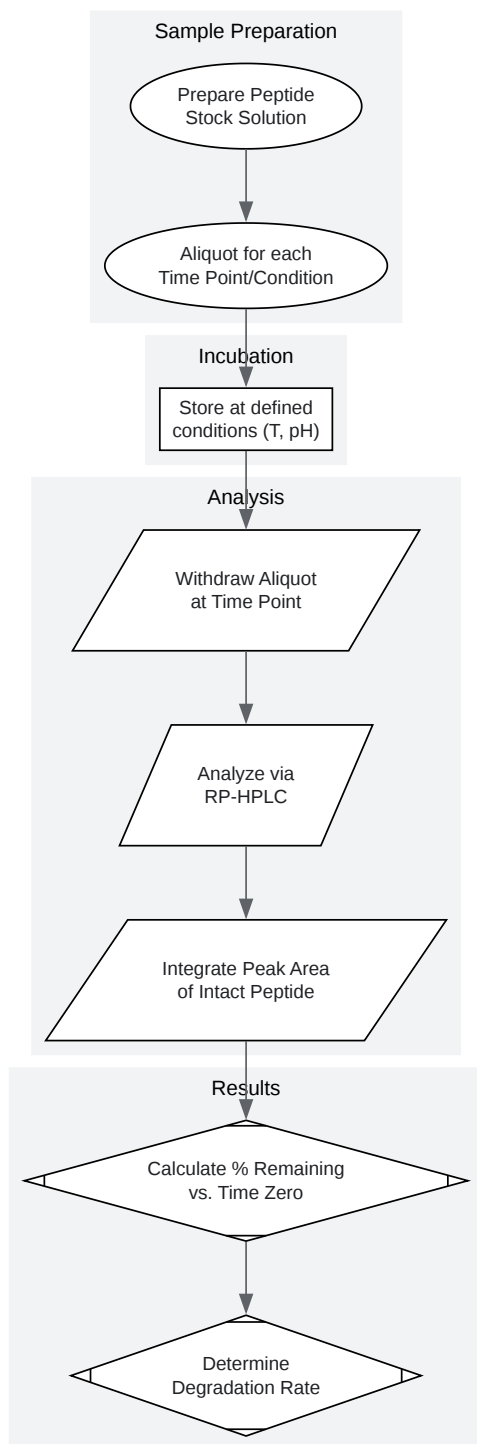 Sample Preparation
Prepare Peptide
Stock Solution
Aliquot for each
Time Point/Condition
Incubation
Store at defined
conditions (T, pH)
Analysis
Withdraw Aliquot
at Time Point
Analyze via
RP-HPLC
Integrate Peak Area
of Intact Peptide
Results
Calculate % Remaining
vs. Time Zero
Determine
Degradation Rate